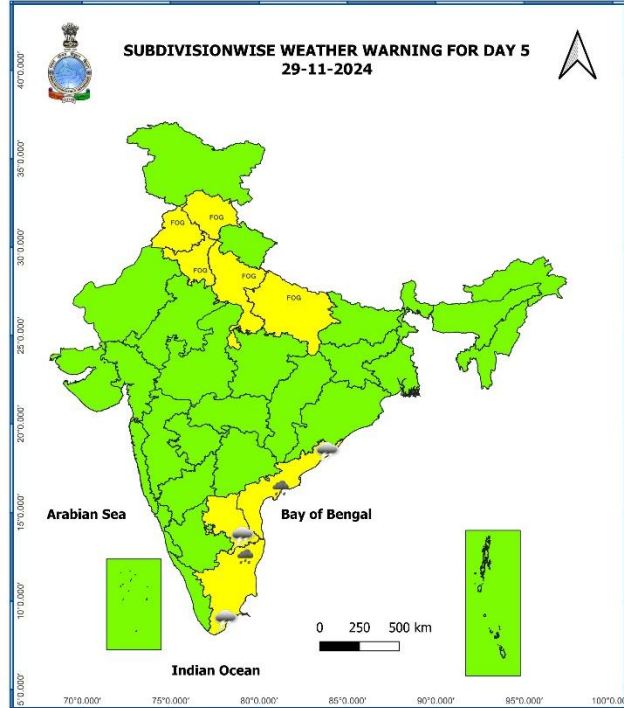 SUBDIVISIONWISE WEATHER WARNING FOR DAY 5
29-11-2024
40°0.000'
35°0.000'
30°0.000'
25°0.000'
20°0.000'
15°0.000'
10°0.000'
5°0.000'
FOG
FOG
FOG
FOG
FOG
Arabian Sea
Bay of Bengal
0 250 500 km
Indian Ocean
70°0.000' 75°0.000' 80°0.000' 85°0.000' 90°0.000' 95°0.000' 100°0.000'